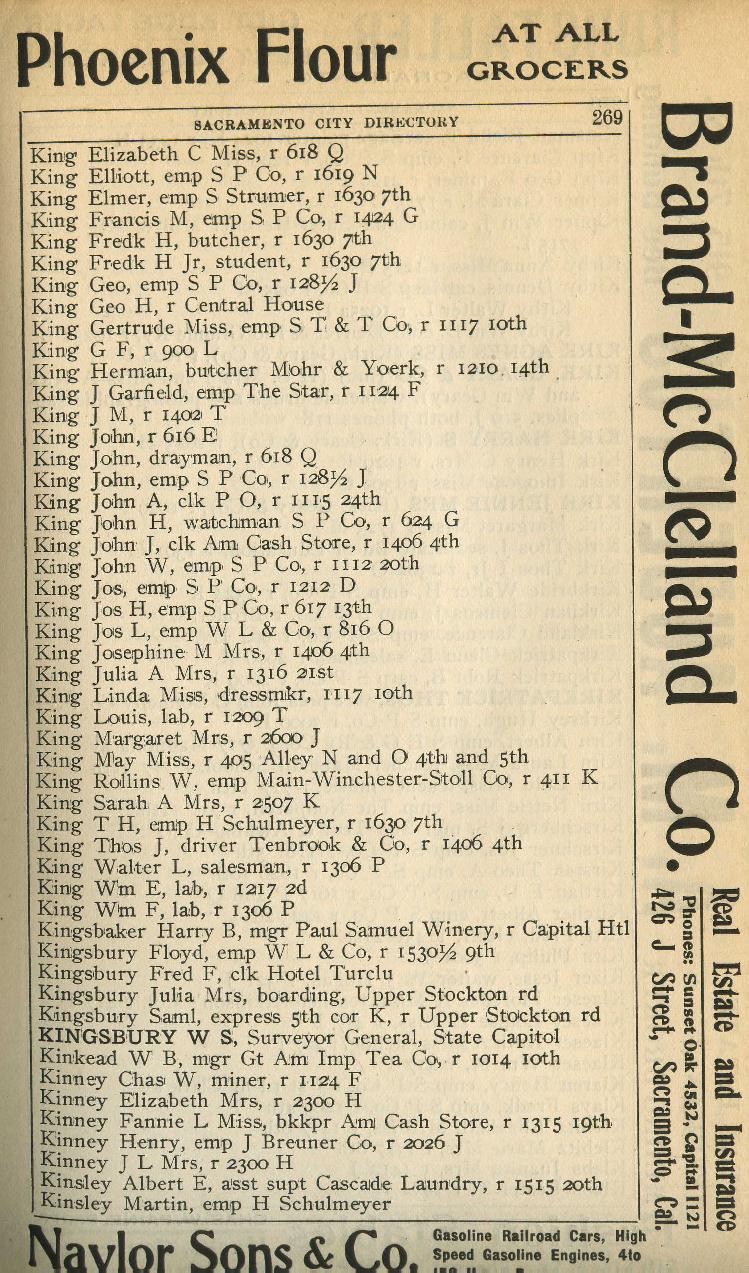 Phoenix Flour
AT ALL
GROCERS
SACRAMENTO CITY DIRECTORY 269
King Elizabeth C Miss, r 618 Q
King Elliott, emp S P Co, r 1619 N
King Elmer, emp S Strumer, r 1630 7th
King Francis M, emp S P Co, r 1424 G
King Fredk H, butcher, r 1630 7th
King Fredk H Jr, student, r 1630 7th
King Geo, emp S P Co, r 128½ J
King Geo H, r Central House
King Gertrude Miss, emp S T & T Co, r 1117 10th
King G F, r 900 L
King Herman, butcher Mohr & Yoerk, r 1210 14th
King J Garfield, emp The Star, r 1124 F
King J M, r 1402 T
King John, r 616 E
King John, drayman, r 618 Q
King John, emp S P Co, r 128½ J
King John A, clk P O, r 1115 24th
King John H, watchman S P Co, r 624 G
King John J, clk Am Cash Store, r 1406 4th
King John W, emp S P Co, r 1112 20th
King Jos, emp S P Co, r 1212 D
King Jos H, emp S P Co, r 617 13th
King Jos L, emp W L & Co, r 816 O
King Josephine M Mrs, r 1406 4th
King Julia A Mrs, r 1316 21st
King Linda Miss, dressmkr, 1117 10th
King Louis, lab, r 1209 T
King Margaret Mrs, r 2600 J
King May Miss, r 405 Alley N and O 4th and 5th
King Rollins W, emp Main-Winchester-Stoll Co, r 411 K
King Sarah A Mrs, r 2507 K
King T H, emp H Schulmeyer, r 1630 7th
King Thos J, driver Tenbrook & Co, r 1406 4th
King Walter L, salesman, r 1306 P
King Wm E, lab, r 1217 2d
King Wm F, lab, r 1306 P
Kingsbaker Harry B, mgr Paul Samuel Winery, r Capital Htl
Kingsbury Floyd, emp W L & Co, r 1530½ 9th
Kingsbury Fred F, clk Hotel Turclu
Kingsbury Julia Mrs, boarding, Upper Stockton rd
Kingsbury Saml, express 5th cor K, r Upper Stockton rd
KINGSBURY W S, Surveyor General, State Capitol
Kinkead W B, mgr Gt Am Imp Tea Co, r 1014 10th
Kinney Chas W, miner, r 1124 F
Kinney Elizabeth Mrs, r 2300 H
Kinney Fannie L Miss, bkkpr Am Cash Store, r 1315 19th
Kinney Henry, emp J Breuner Co, r 2026 J
Kinney J L Mrs, r 2300 H
Kinsley Albert E, asst supt Cascade Laundry, r 1515 20th
Kinsley Martin, emp H Schulmeyer
Brand-McClelland Co.
Real Estate and Insurance
Phones: Sunset Oak 4532, Capital 1121
426 J Street, Sacramento, Cal.
Naylor Sons & Co.
Gasoline Railroad Cars, High
Speed Gasoline Engines, 4to